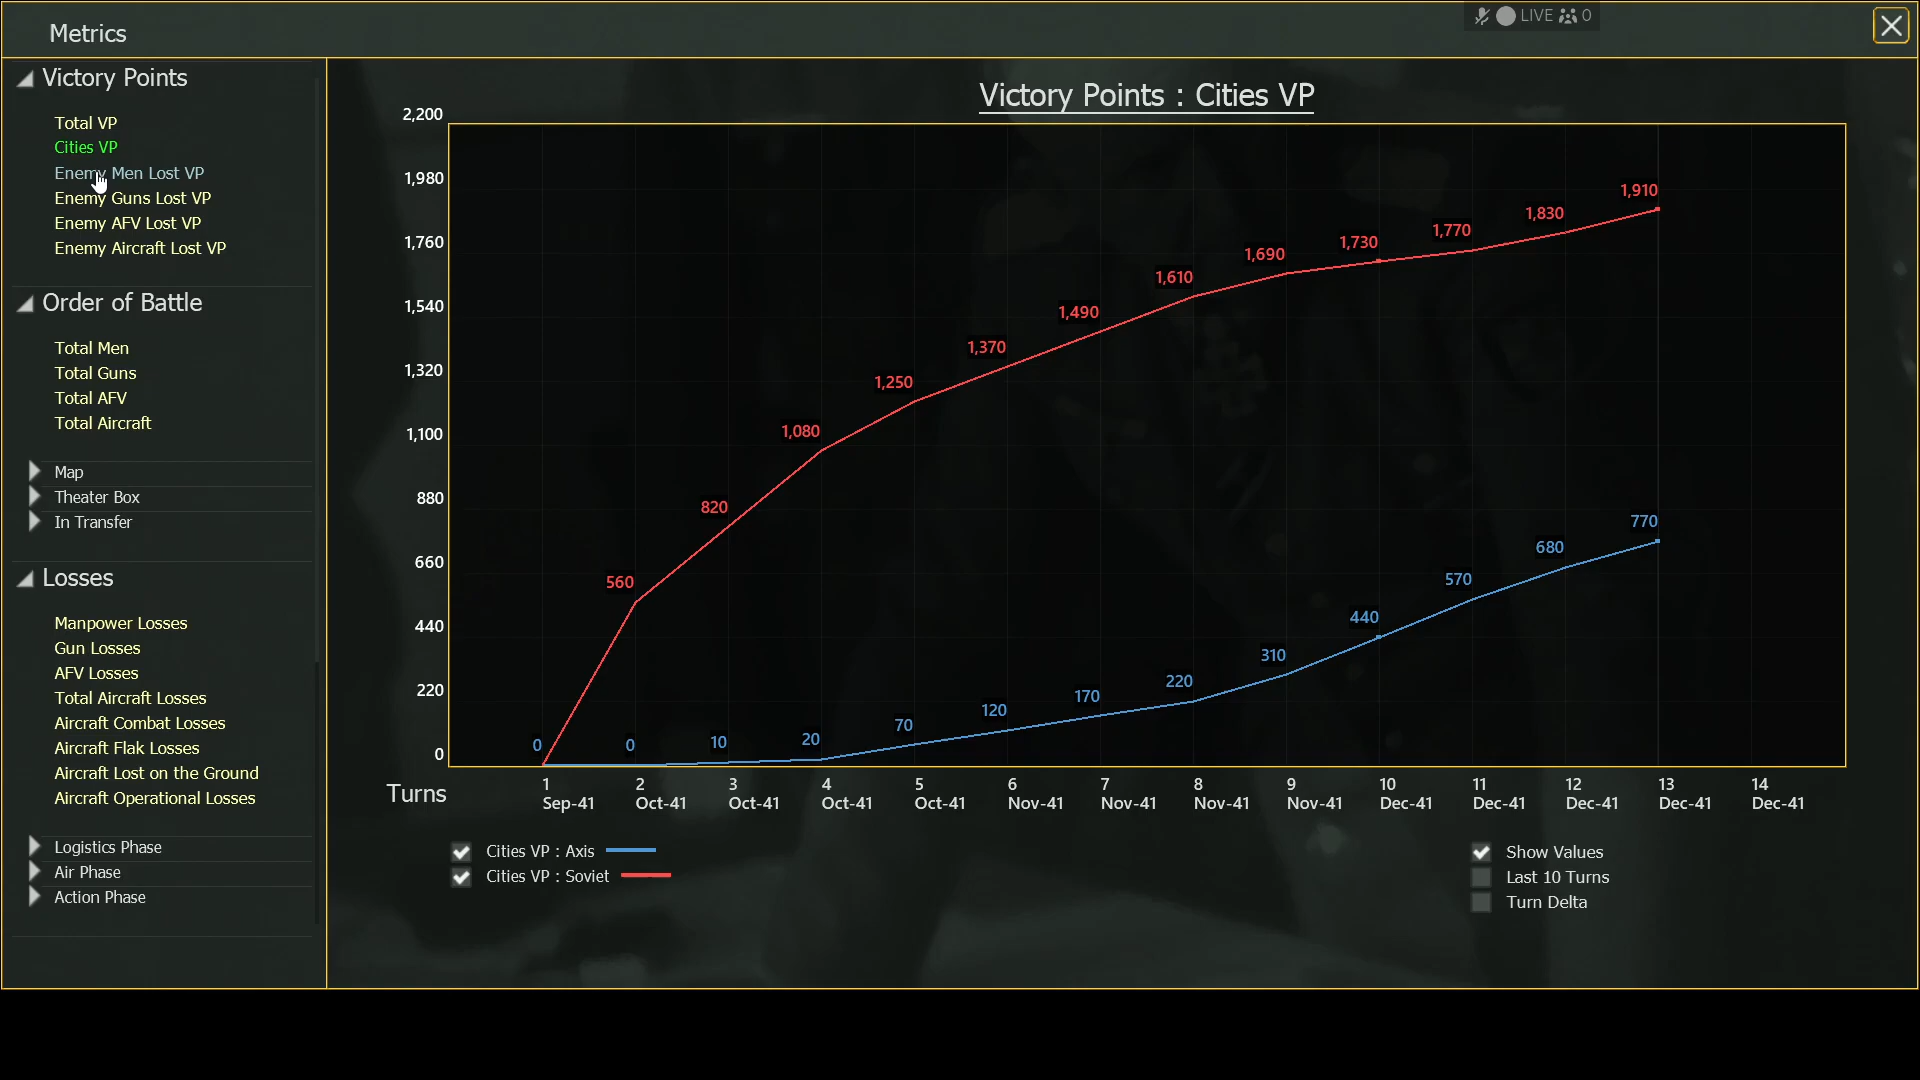 Metrics
LIVE 0
Victory Points
Total VP
Cities VP
Enemy Men Lost VP
Enemy Guns Lost VP
Enemy AFV Lost VP
Enemy Aircraft Lost VP
Order of Battle
Total Men
Total Guns
Total AFV
Total Aircraft
Map
Theater Box
In Transfer
Losses
Manpower Losses
Gun Losses
AFV Losses
Total Aircraft Losses
Aircraft Combat Losses
Aircraft Flak Losses
Aircraft Lost on the Ground
Aircraft Operational Losses
Logistics Phase
Air Phase
Action Phase
Victory Points : Cities VP
2,200
1,980
1,760
1,540
1,320
1,100
880
660
440
220
0
560
820
1,080
1,250
1,370
1,490
1,610
1,690
1,730
1,770
1,830
1,910
0
0
10
20
70
120
170
220
310
440
570
680
770
Turns
1 2 3 4 5 6 7 8 9 10 11 12 13 14
Sep-41 Oct-41 Oct-41 Oct-41 Oct-41 Nov-41 Nov-41 Nov-41 Nov-41 Dec-41 Dec-41 Dec-41 Dec-41 Dec-41
Cities VP : Axis
Cities VP : Soviet
Show Values
Last 10 Turns
Turn Delta